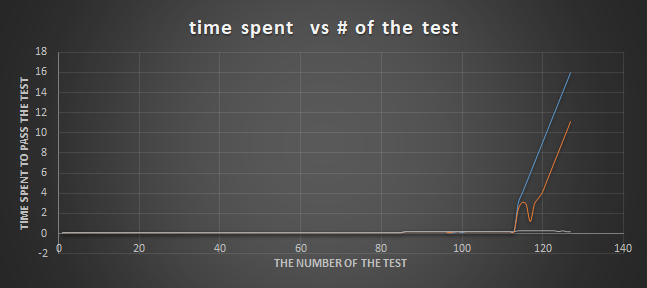 time spent vs # of the test
18
16
14
12
10
8
6
4
2
0
-2
TIME SPENT TO PASS THE TEST
0 20 40 60 80 100 120 140
THE NUMBER OF THE TEST